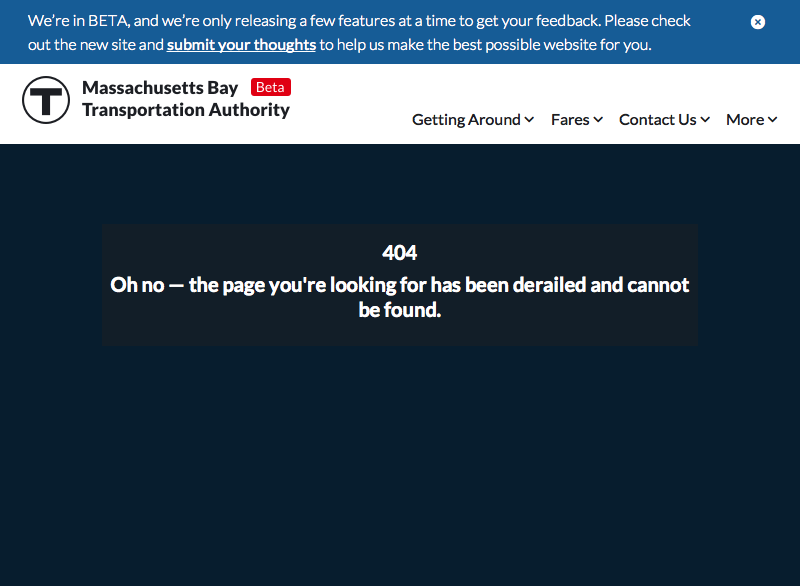 We’re in BETA, and we’re only releasing a few features at a time to get your feedback. Please check
out the new site and submit your thoughts to help us make the best possible website for you.
T
Massachusetts Bay Beta
Transportation Authority
Getting Around Fares Contact Us More
404
Oh no — the page you're looking for has been derailed and cannot
be found.